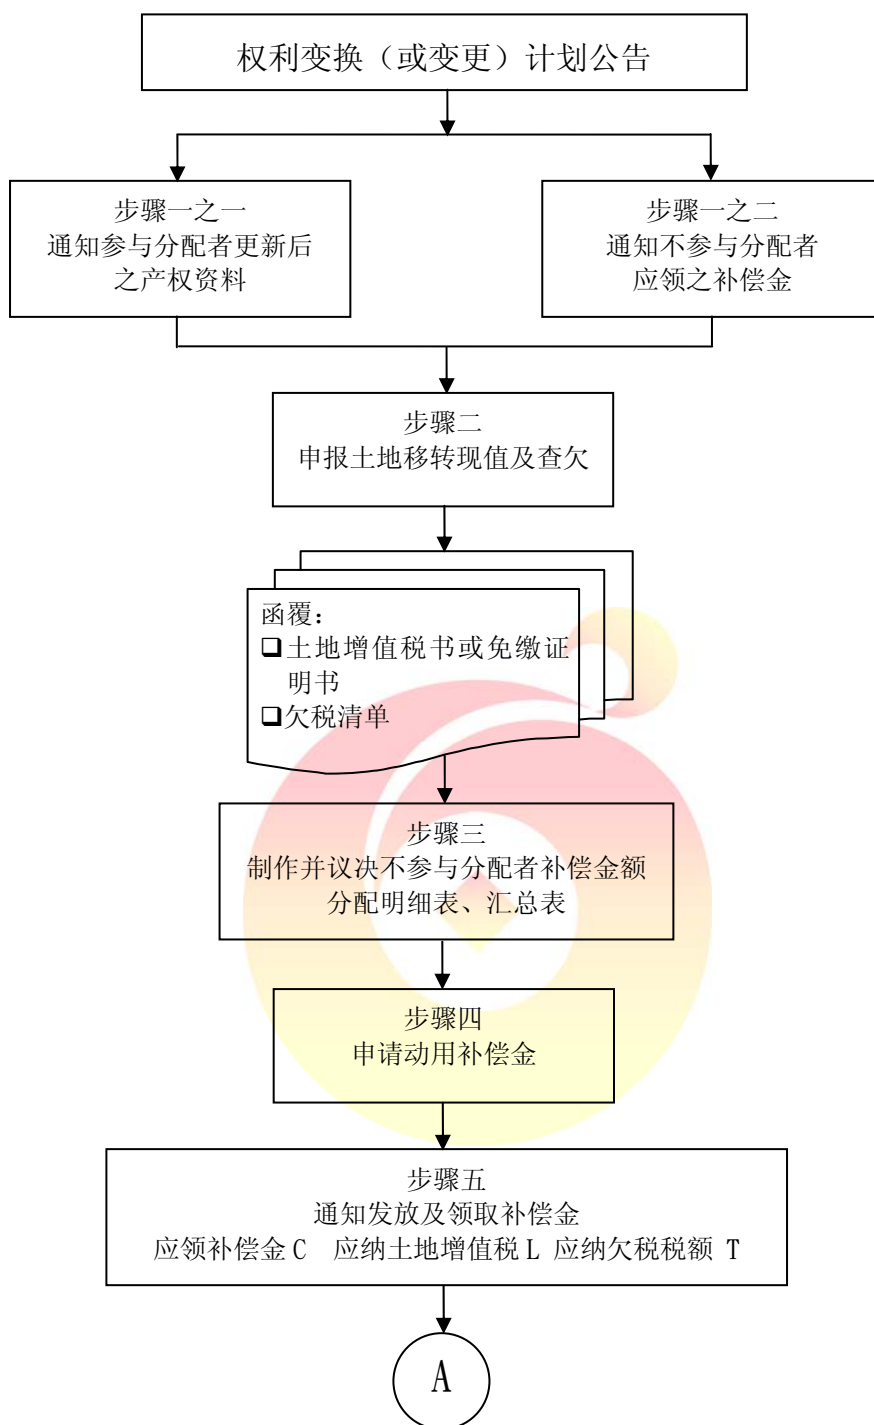 权利变换（或变更）计划公告
步骤一之一
通知参与分配者更新后
之产权资料
步骤一之二
通知不参与分配者
应领之补偿金
步骤二
申报土地移转现值及查欠
函覆：
❑土地增值税书或免缴证
明书
❑欠税清单
步骤三
制作并议决不参与分配者补偿金额
分配明细表、汇总表
步骤四
申请动用补偿金
步骤五
通知发放及领取补偿金
应领补偿金 C 应纳土地增值税 L 应纳欠税税额 T
A